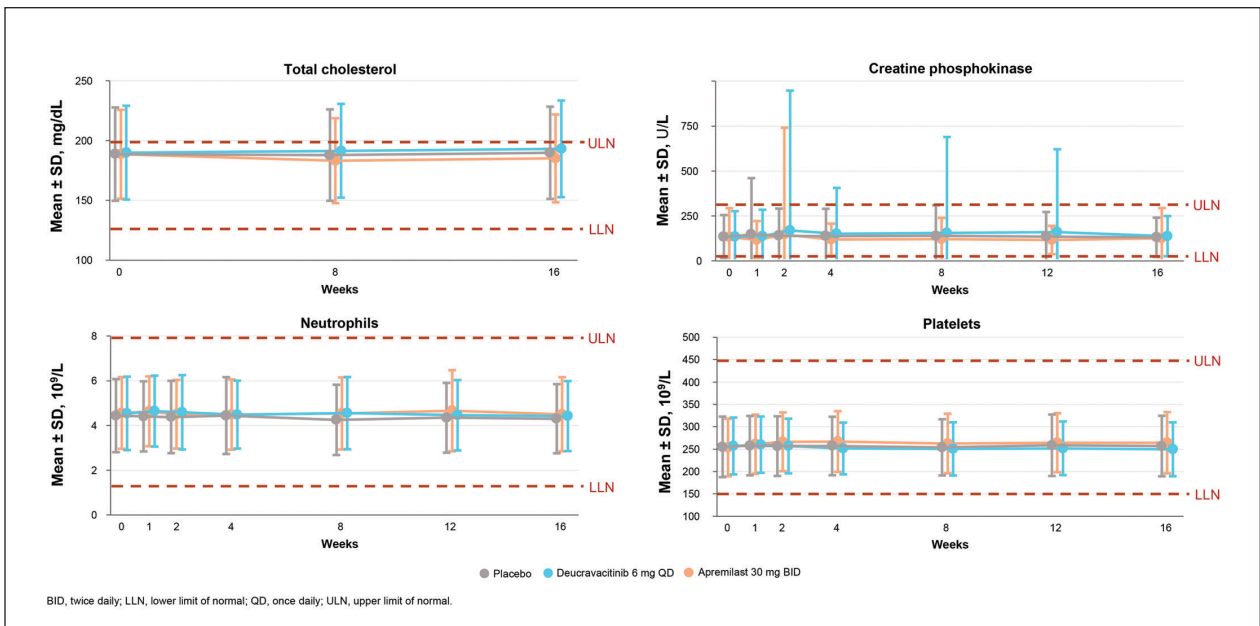 Total cholesterol
Mean ± SD, mg/dL
250
200
150
100
ULN
LLN
0 8 16
Weeks
Creatine phosphokinase
Mean ± SD, U/L
750
500
250
0
ULN
LLN
0 1 2 4 8 12 16
Weeks
Neutrophils
Mean ± SD, 10⁹/L
8
6
4
2
0
ULN
LLN
0 1 2 4 8 12 16
Weeks
Platelets
Mean ± SD, 10⁹/L
500
450
400
350
300
250
200
150
100
ULN
LLN
0 1 2 4 8 12 16
Weeks
Placebo Deucravacitinib 6 mg QD Apremilast 30 mg BID
BID, twice daily; LLN, lower limit of normal; QD, once daily; ULN, upper limit of normal.